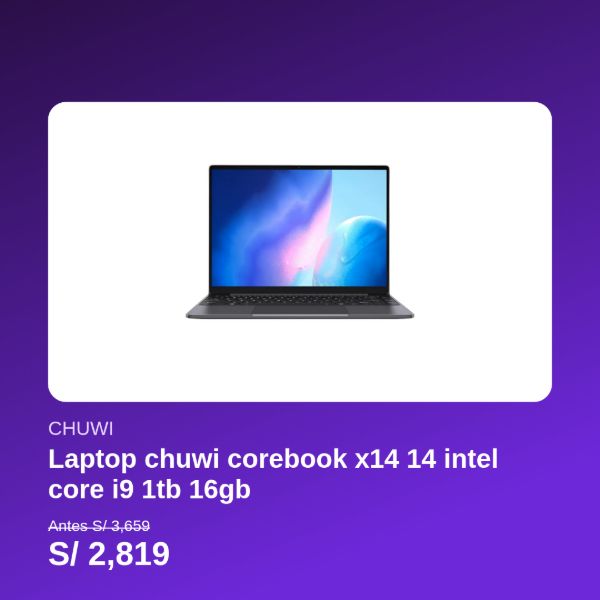 CHUWI
Laptop chuwi corebook x14 14 intel
core i9 1tb 16gb
Antes S/ 3,659
S/ 2,819